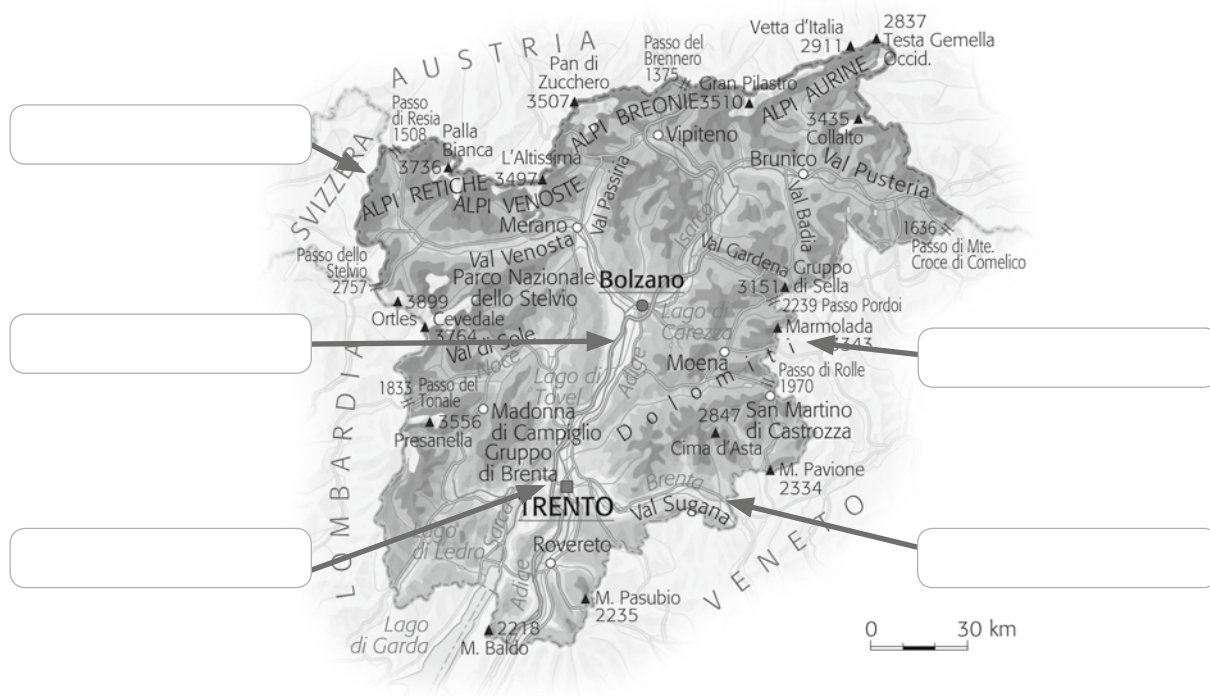 AUSTRIA
Vetta d'Italia
2911
2837
Testa Gemella
Occid.
Passo del
Brennero
1375
Pan di
Zucchero
3507
Gran Pilastro
3510
ALPI BREONIE
ALPI AURINE
3435
Collalto
Passo
di Resia
1508
Palla
Bianca
3736
L'Altissima
3497
Vipiteno
Brunico
Val Pusteria
SVIZZERA
ALPI RETICHE
ALPI VENOSTE
Val Passiria
Merano
Val Venosta
Isarco
Val Badia
Val Gardena
1636
Passo di Mte.
Croce di Comelico
Passo dello
Stelvio
2757
Parco Nazionale
dello Stelvio
Bolzano
Gruppo
di Sella
3151
2239 Passo Pordoi
3899
Ortles
Cevedale
3764
Lago di
Carezza
Marmolada
3343
Val di Sole
Noce
Moena
Passo di Rolle
1970
Lago di
Tovel
Adige
Dolomiti
1833 Passo del
Tonale
3556
Presanella
Madonna
di Campiglio
2847
Cima d'Asta
San Martino
di Castrozza
Gruppo
di Brenta
M. Pavione
2334
Brenta
TRENTO
Val Sugana
LOMBARDIA
VENETO
Lago
di Ledro
Sarca
Rovereto
Adige
M. Pasubio
2235
Lago
di Garda
2218
M. Baldo
0 30 km